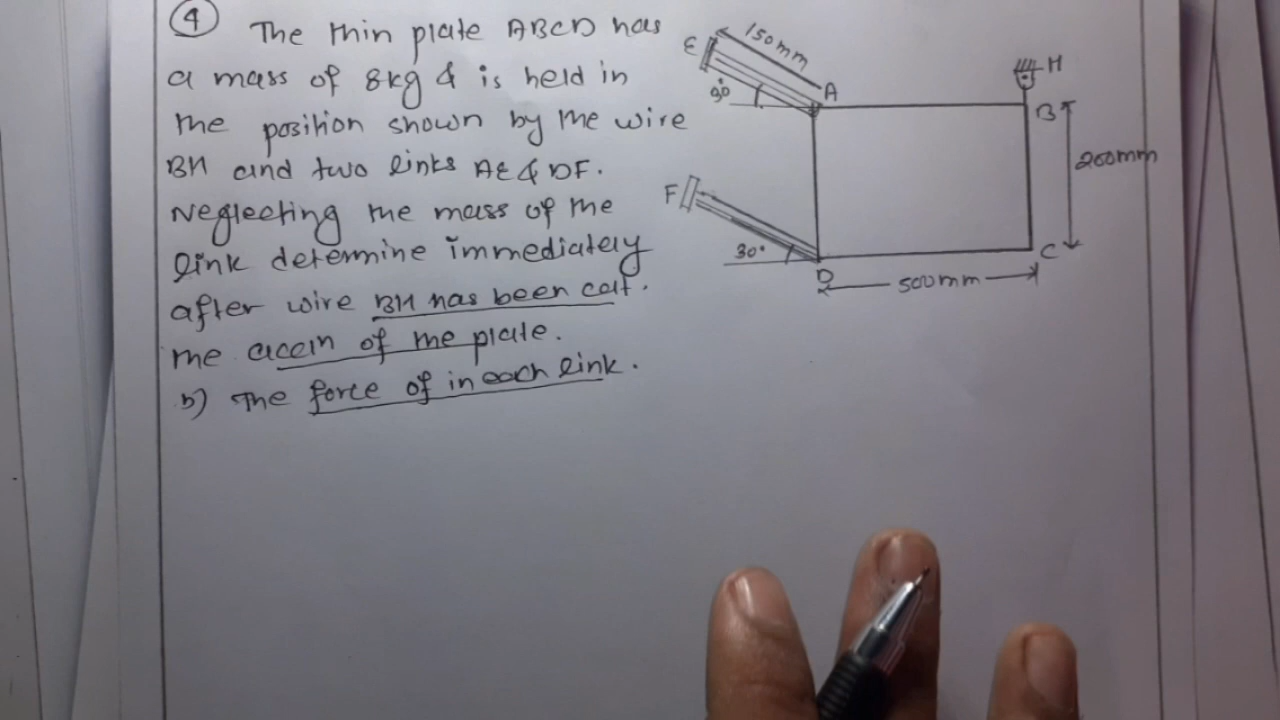 ④ The thin plate ABCD has
a mass of 8kg & is held in
the position shown by the wire
BH and two links AE & DF.
Neglecting the mass of the
link determine immediately
after wire BH has been cut.
the acceln of the plate.
b) The force of in each link.
E
150mm
A
H
B
200mm
F
30°
D
C
500mm